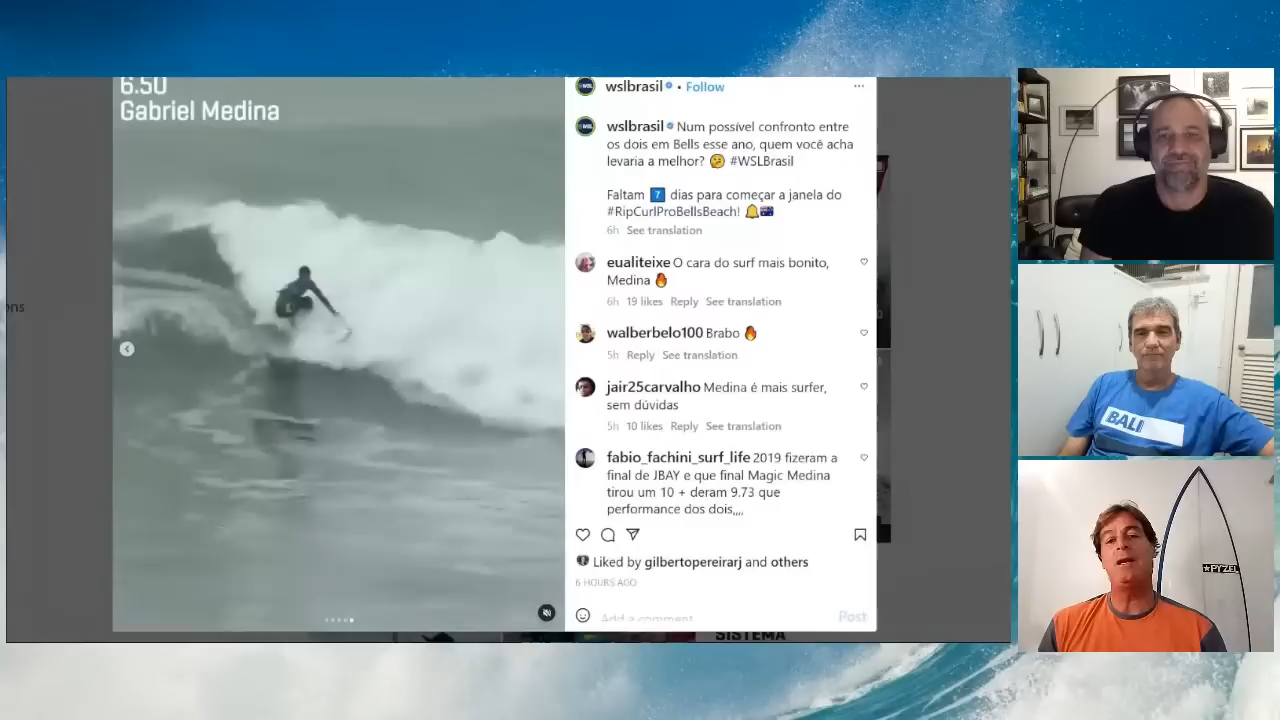 6.50
Gabriel Medina
wslbrasil • Follow
wslbrasil Num possível confronto entre
os dois em Bells esse ano, quem você acha
levaria a melhor? 🤔 #WSLBrasil
Faltam 7️⃣ dias para começar a janela do
#RipCurlProBellsBeach! 🔔🇦🇺
6h See translation
eualiteixe O cara do surf mais bonito,
Medina 🔥
6h 19 likes Reply See translation
walberbelo100 Brabo 🔥
5h Reply See translation
jair25carvalho Medina é mais surfer,
sem dúvidas
5h 10 likes Reply See translation
fabio_fachini_surf_life 2019 fizeram a
final de JBAY e que final Magic Medina
tirou um 10 + deram 9.73 que
performance dos dois,,,,
Liked by gilbertopereirarj and others
6 HOURS AGO
Add a comment
Post
SISTEMA
BALI
★PYZEL